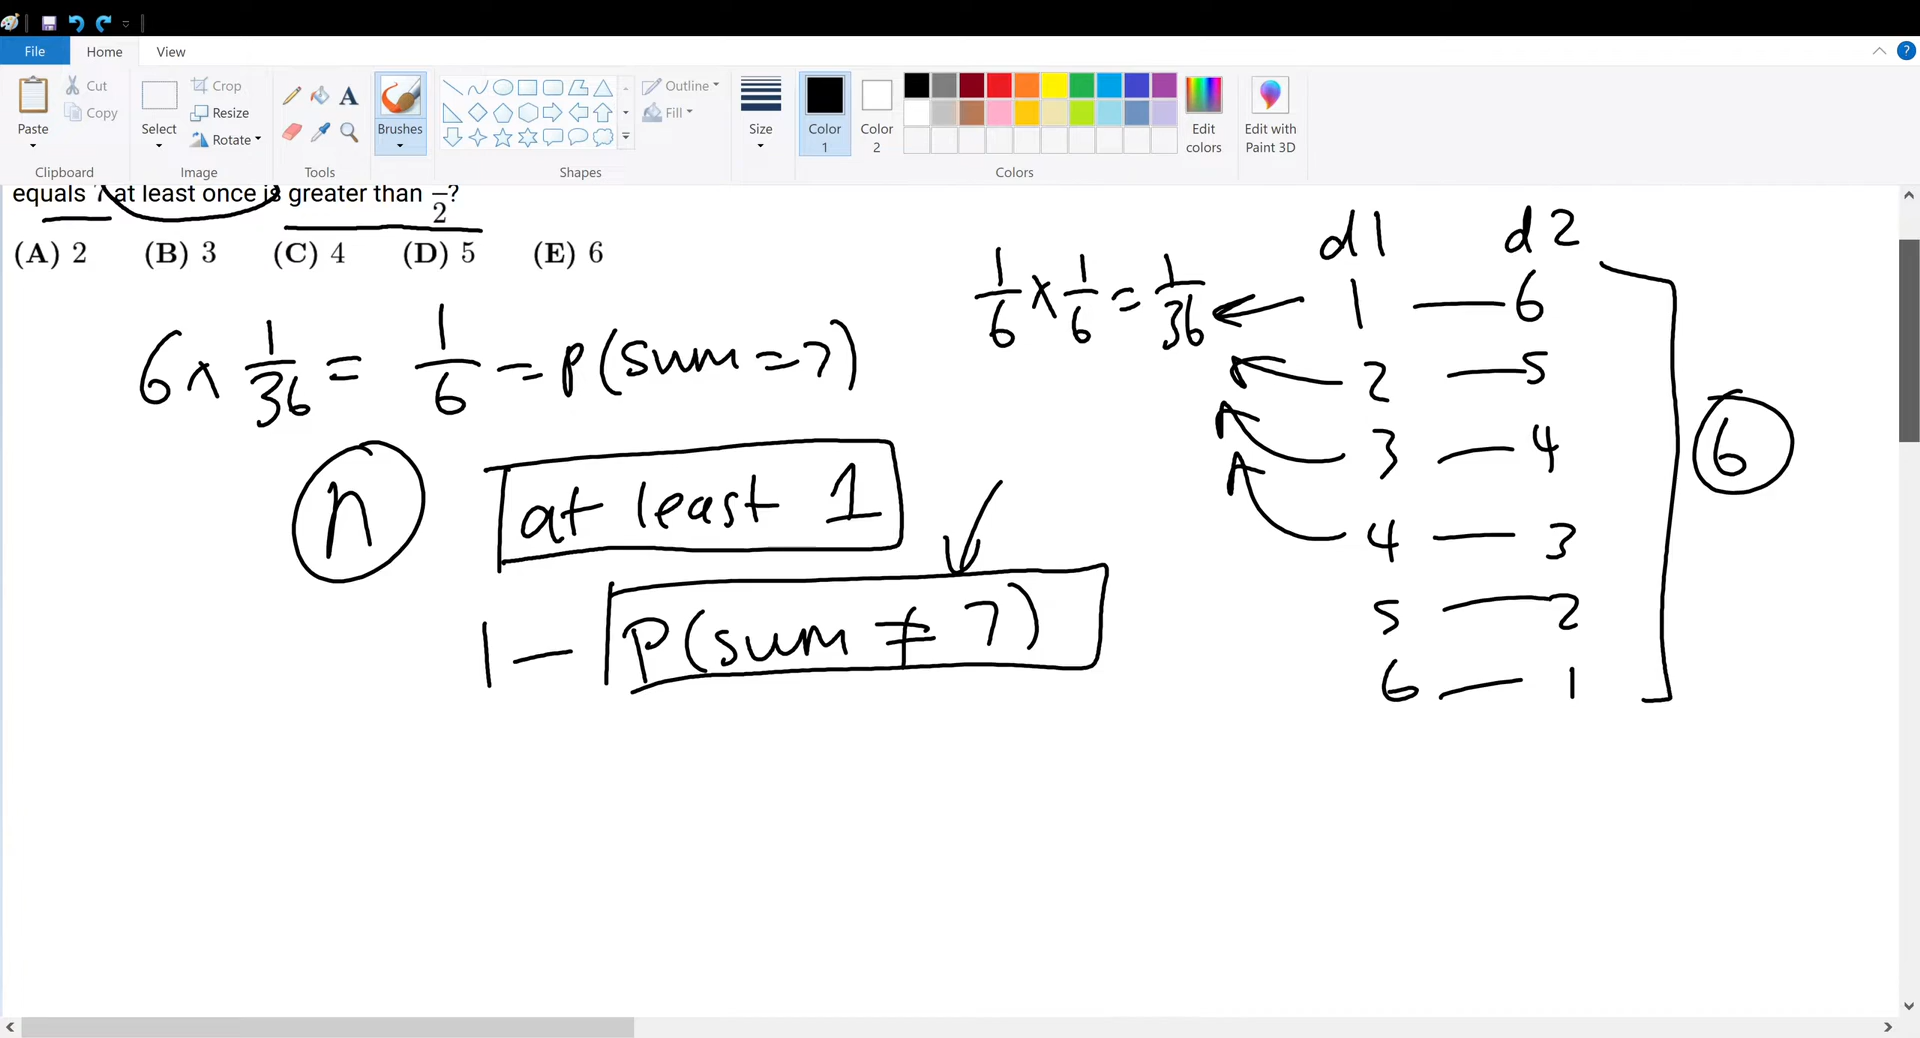 File Home View
Paste
Cut
Copy
Clipboard
Select
Crop
Resize
Rotate
Image
A
Tools
Brushes
Shapes
Outline
Fill
Size
Color 1
Color 2
Edit colors
Colors
Edit with Paint 3D
equals 7 at least once is greater than 1/2?
(A) 2 (B) 3 (C) 4 (D) 5 (E) 6
6 x 1/36 = 1/6 = P(sum = 7)
n
at least 1
1 - P(sum ≠ 7)
1/6 x 1/6 = 1/36
d1 d2
1 — 6
2 — 5
3 — 4
4 — 3
5 — 2
6 — 1
6